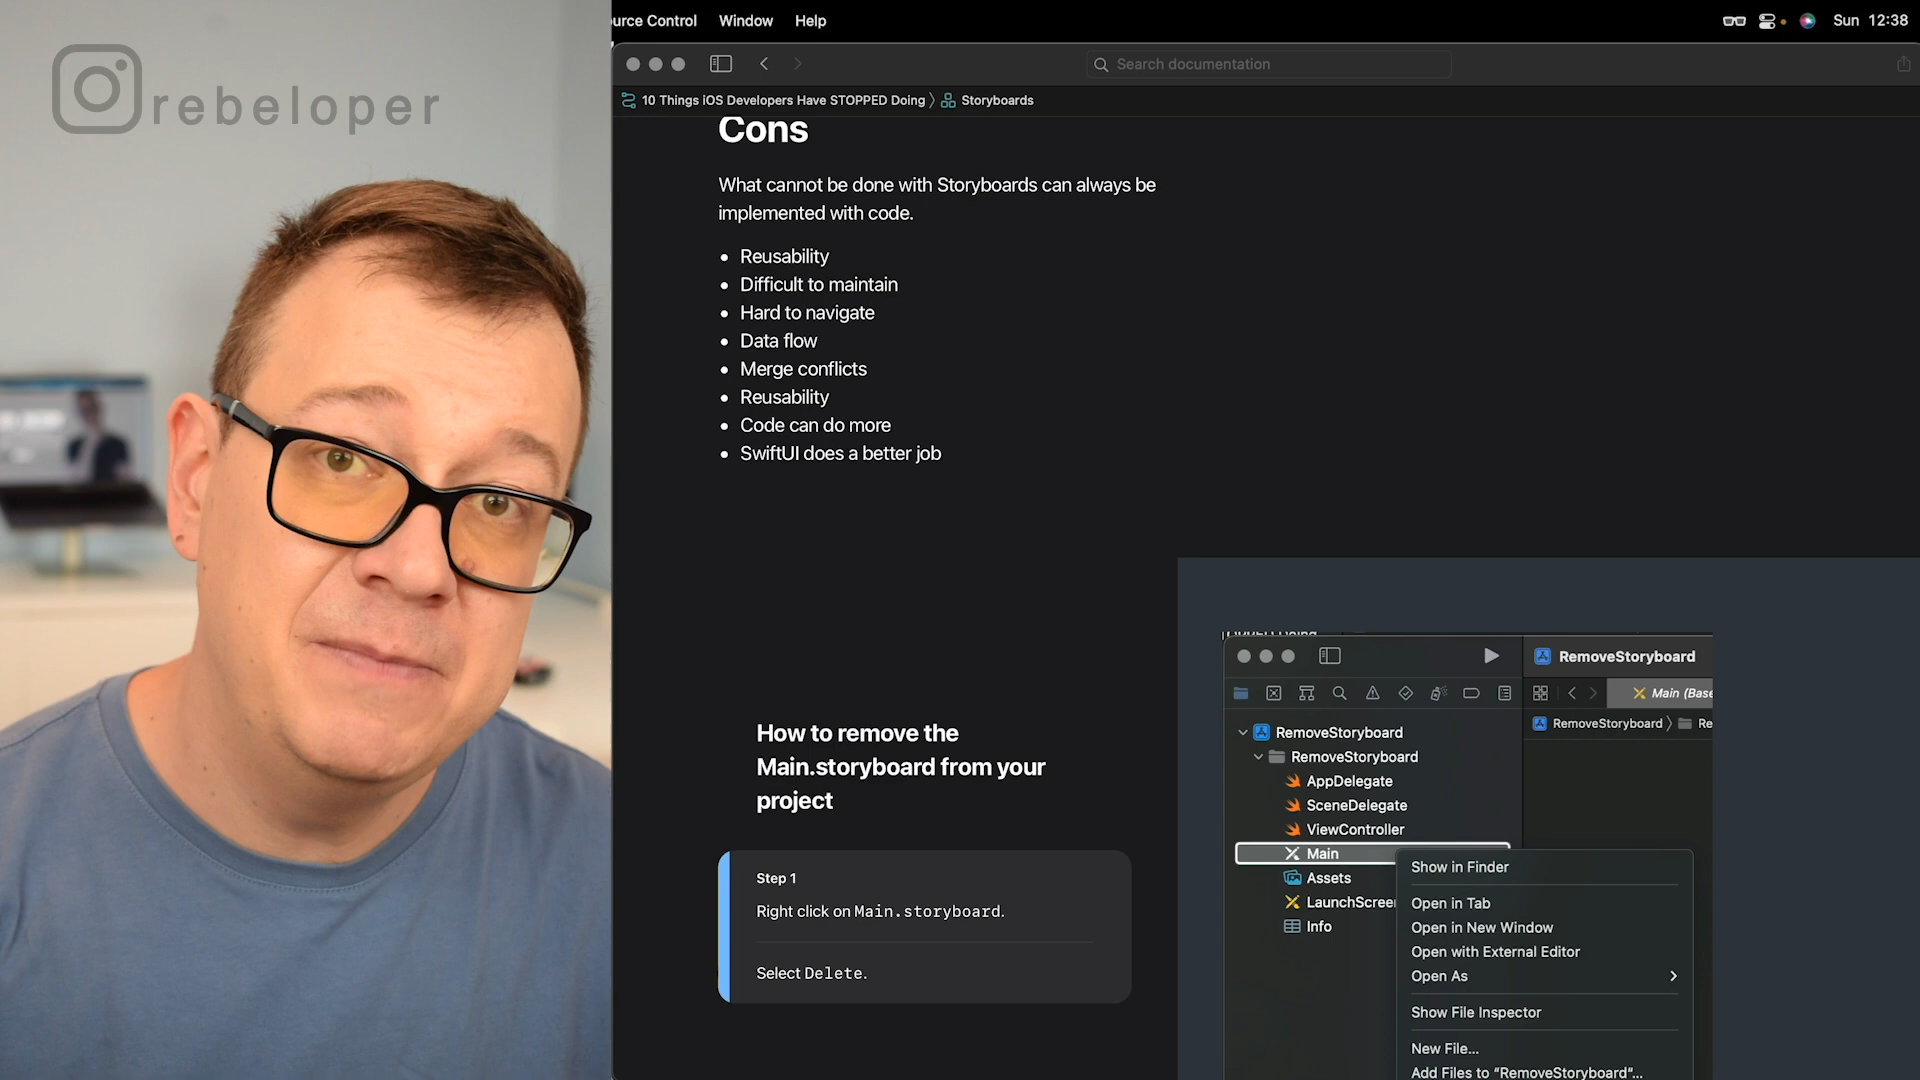 rebeloper
urce Control Window Help
Sun 12:38
Search documentation
10 Things iOS Developers Have STOPPED Doing Storyboards
Cons
What cannot be done with Storyboards can always be
implemented with code.
• Reusability
• Difficult to maintain
• Hard to navigate
• Data flow
• Merge conflicts
• Reusability
• Code can do more
• SwiftUI does a better job
How to remove the
Main.storyboard from your
project
Step 1
Right click on Main.storyboard.
Select Delete.
RemoveStoryboard
Main (Base
RemoveStoryboard Re
RemoveStoryboard
RemoveStoryboard
AppDelegate
SceneDelegate
ViewController
Main
Assets
LaunchScreen
Info
Show in Finder
Open in Tab
Open in New Window
Open with External Editor
Open As
Show File Inspector
New File...
Add Files to “RemoveStoryboard”...